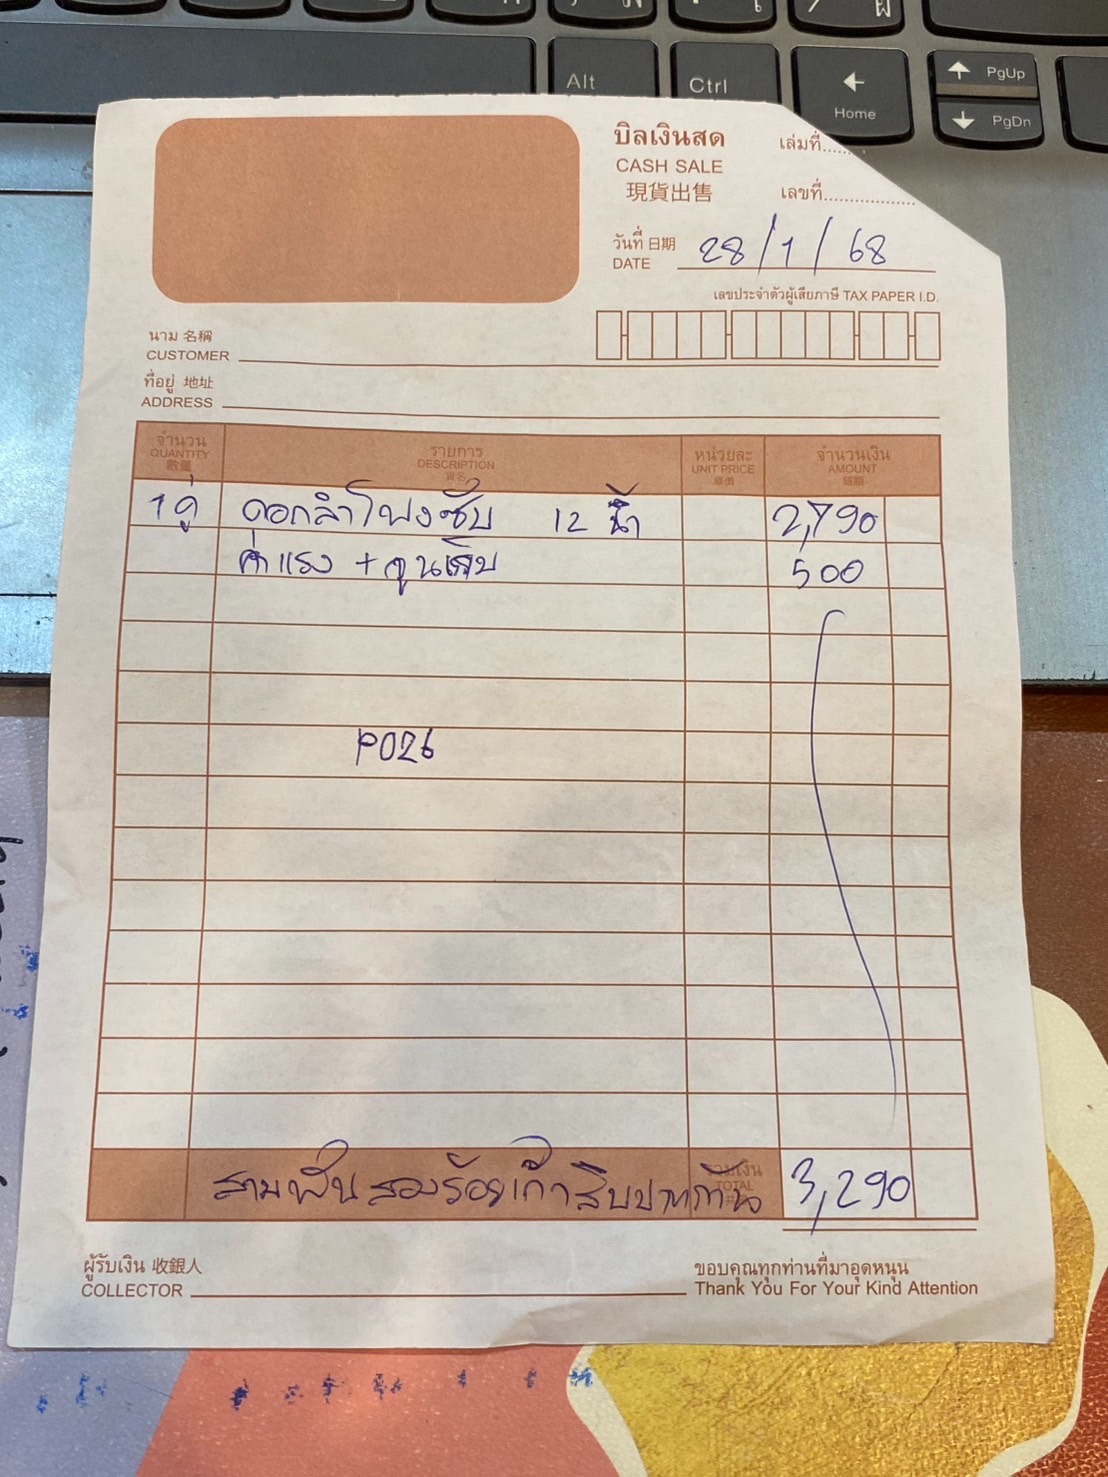 Alt
Ctrl
Home
PgUp
PgDn
บิลเงินสด
CASH SALE
現貨出售
เล่มที่
เลขที่
วันที่ 日期
DATE
28/1/68
เลขประจำตัวผู้เสียภาษี TAX PAPER I.D.
นาม 名稱
CUSTOMER
ที่อยู่ 地址
ADDRESS
จำนวน รายการ หน่วยละ จำนวนเงิน
QUANTITY DESCRIPTION UNIT PRICE AMOUNT
數量
1 คู่ ดอกลำโพงซับ 12 นิ้ว 2,790
ค่าแรง + จูนเสียง 500
P026
รวมเงิน
TOTAL
สามพันสองร้อยเก้าสิบบาทถ้วน 3,290
ผู้รับเงิน 收銀人
COLLECTOR
ขอบคุณทุกท่านที่มาอุดหนุน
Thank You For Your Kind Attention